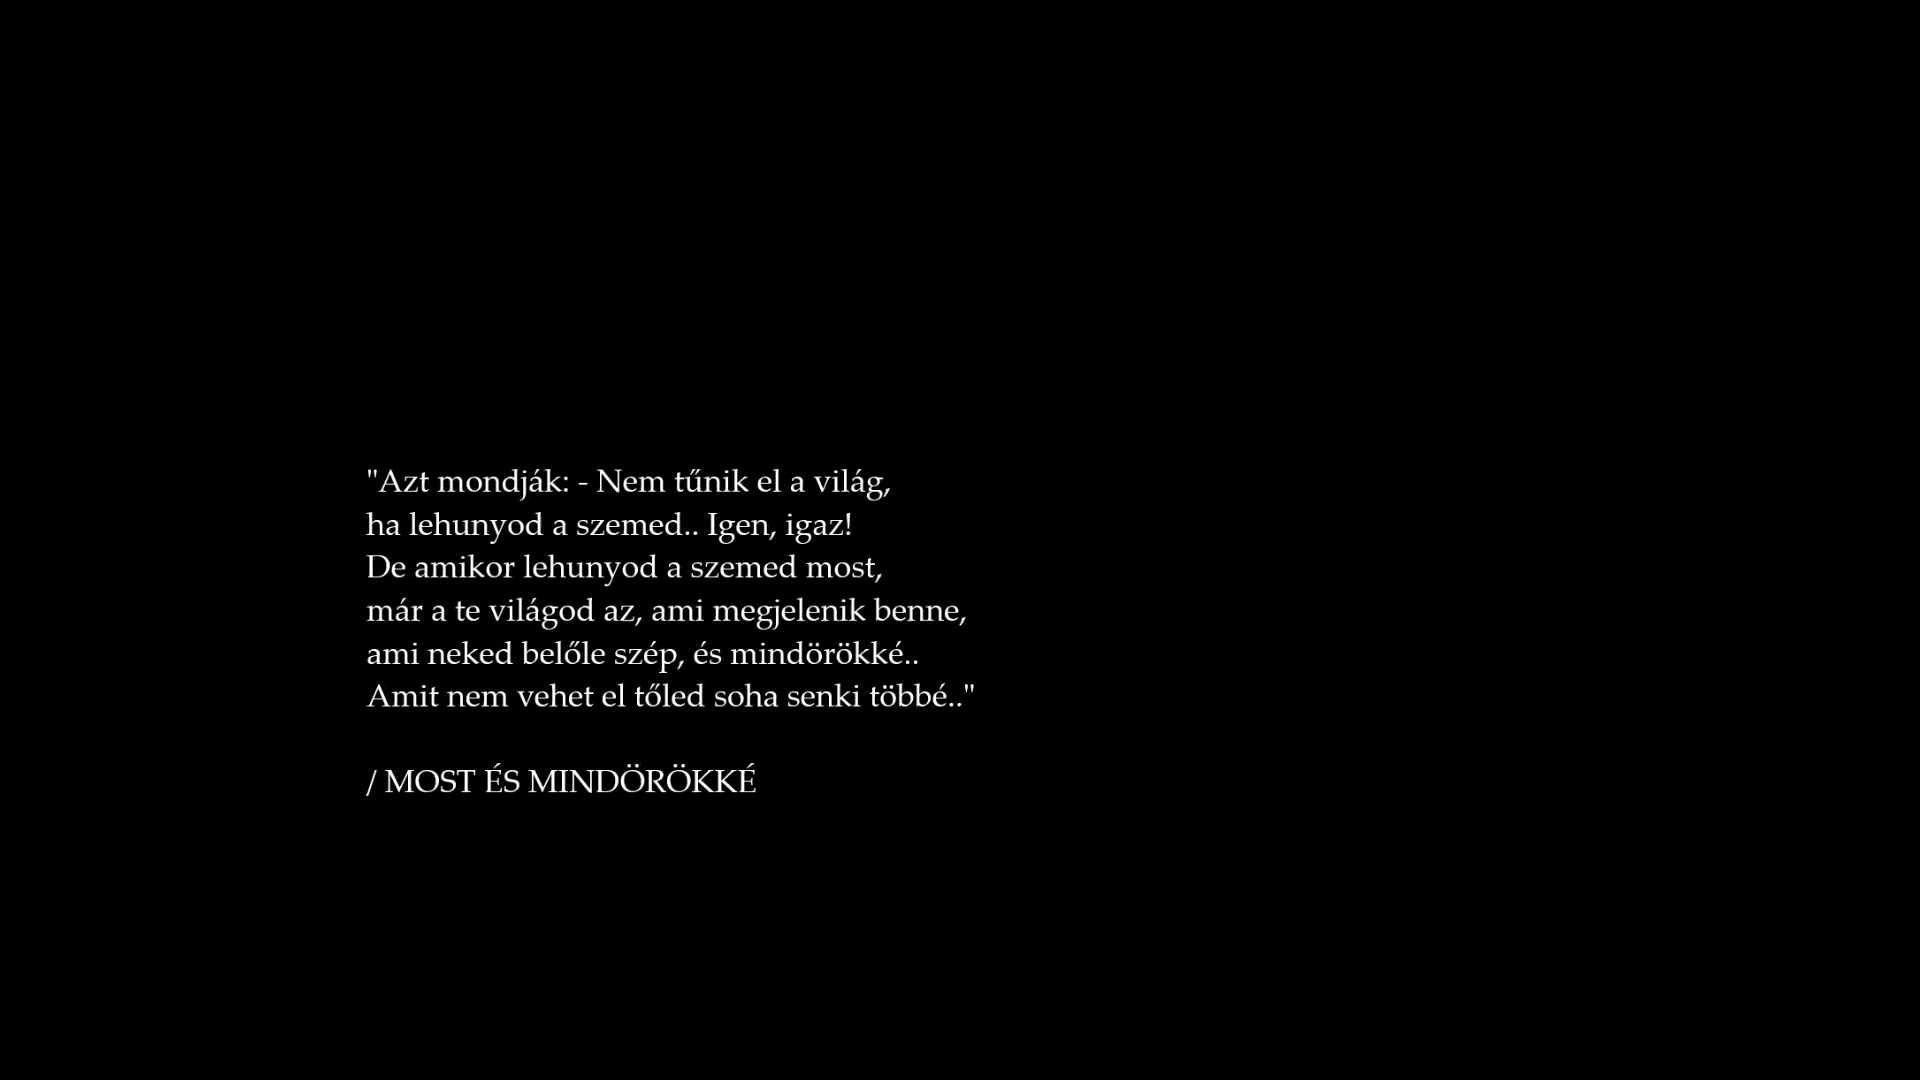 "Azt mondják: - Nem tűnik el a világ,
ha lehunyod a szemed.. Igen, igaz!
De amikor lehunyod a szemed most,
már a te világod az, ami megjelenik benne,
ami neked belőle szép, és mindörökké..
Amit nem vehet el tőled soha senki többé.."
/ MOST ÉS MINDÖRÖKKÉ